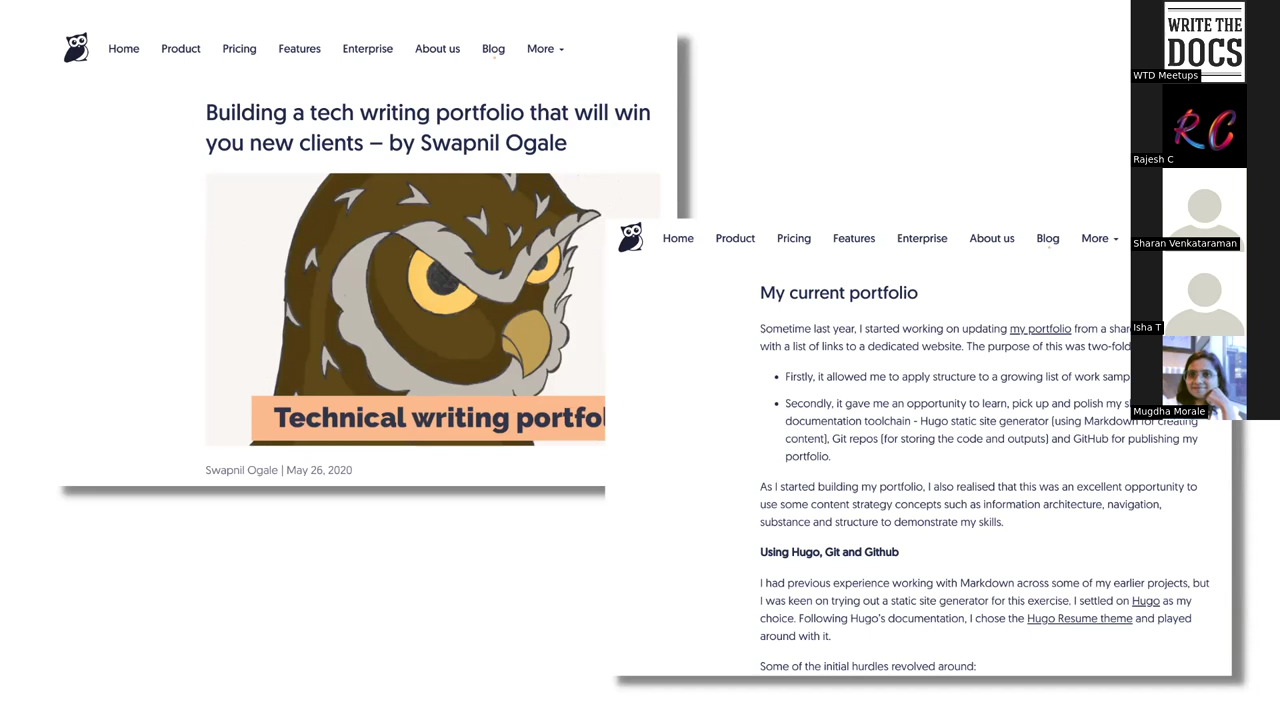 Home Product Pricing Features Enterprise About us Blog More
Building a tech writing portfolio that will win
you new clients – by Swapnil Ogale
Technical writing portfo
Swapnil Ogale | May 26, 2020
Home Product Pricing Features Enterprise About us Blog More
My current portfolio
Sometime last year, I started working on updating my portfolio from a share
with a list of links to a dedicated website. The purpose of this was two-fold
• Firstly, it allowed me to apply structure to a growing list of work samp
• Secondly, it gave me an opportunity to learn, pick up and polish my s
documentation toolchain - Hugo static site generator (using Markdown for creating
content), Git repos (for storing the code and outputs) and GitHub for publishing my
portfolio.
As I started building my portfolio, I also realised that this was an excellent opportunity to
use some content strategy concepts such as information architecture, navigation,
substance and structure to demonstrate my skills.
Using Hugo, Git and Github
I had previous experience working with Markdown across some of my earlier projects, but
I was keen on trying out a static site generator for this exercise. I settled on Hugo as my
choice. Following Hugo's documentation, I chose the Hugo Resume theme and played
around with it.
Some of the initial hurdles revolved around:
WRITE THE
DOCS
WTD Meetups
RC
Rajesh C
Sharan Venkataraman
Isha T
Mugdha Morale